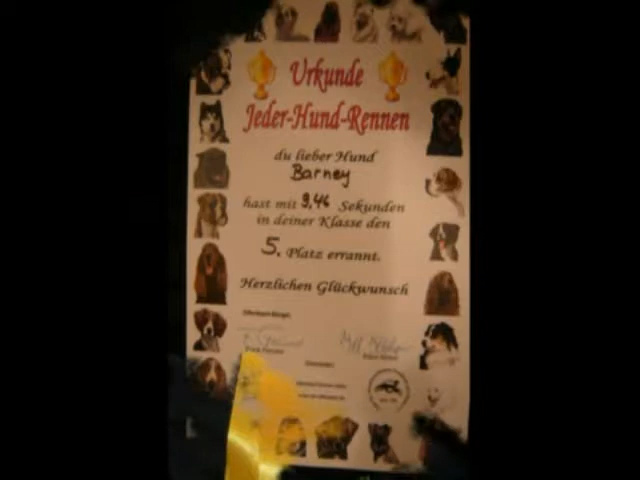 Urkunde
Jeder-Hund-Rennen
du lieber Hund
Barney
hast mit 9,46 Sekunden
in deiner Klasse den
5. Platz errannt.
Herzlichen Glückwunsch